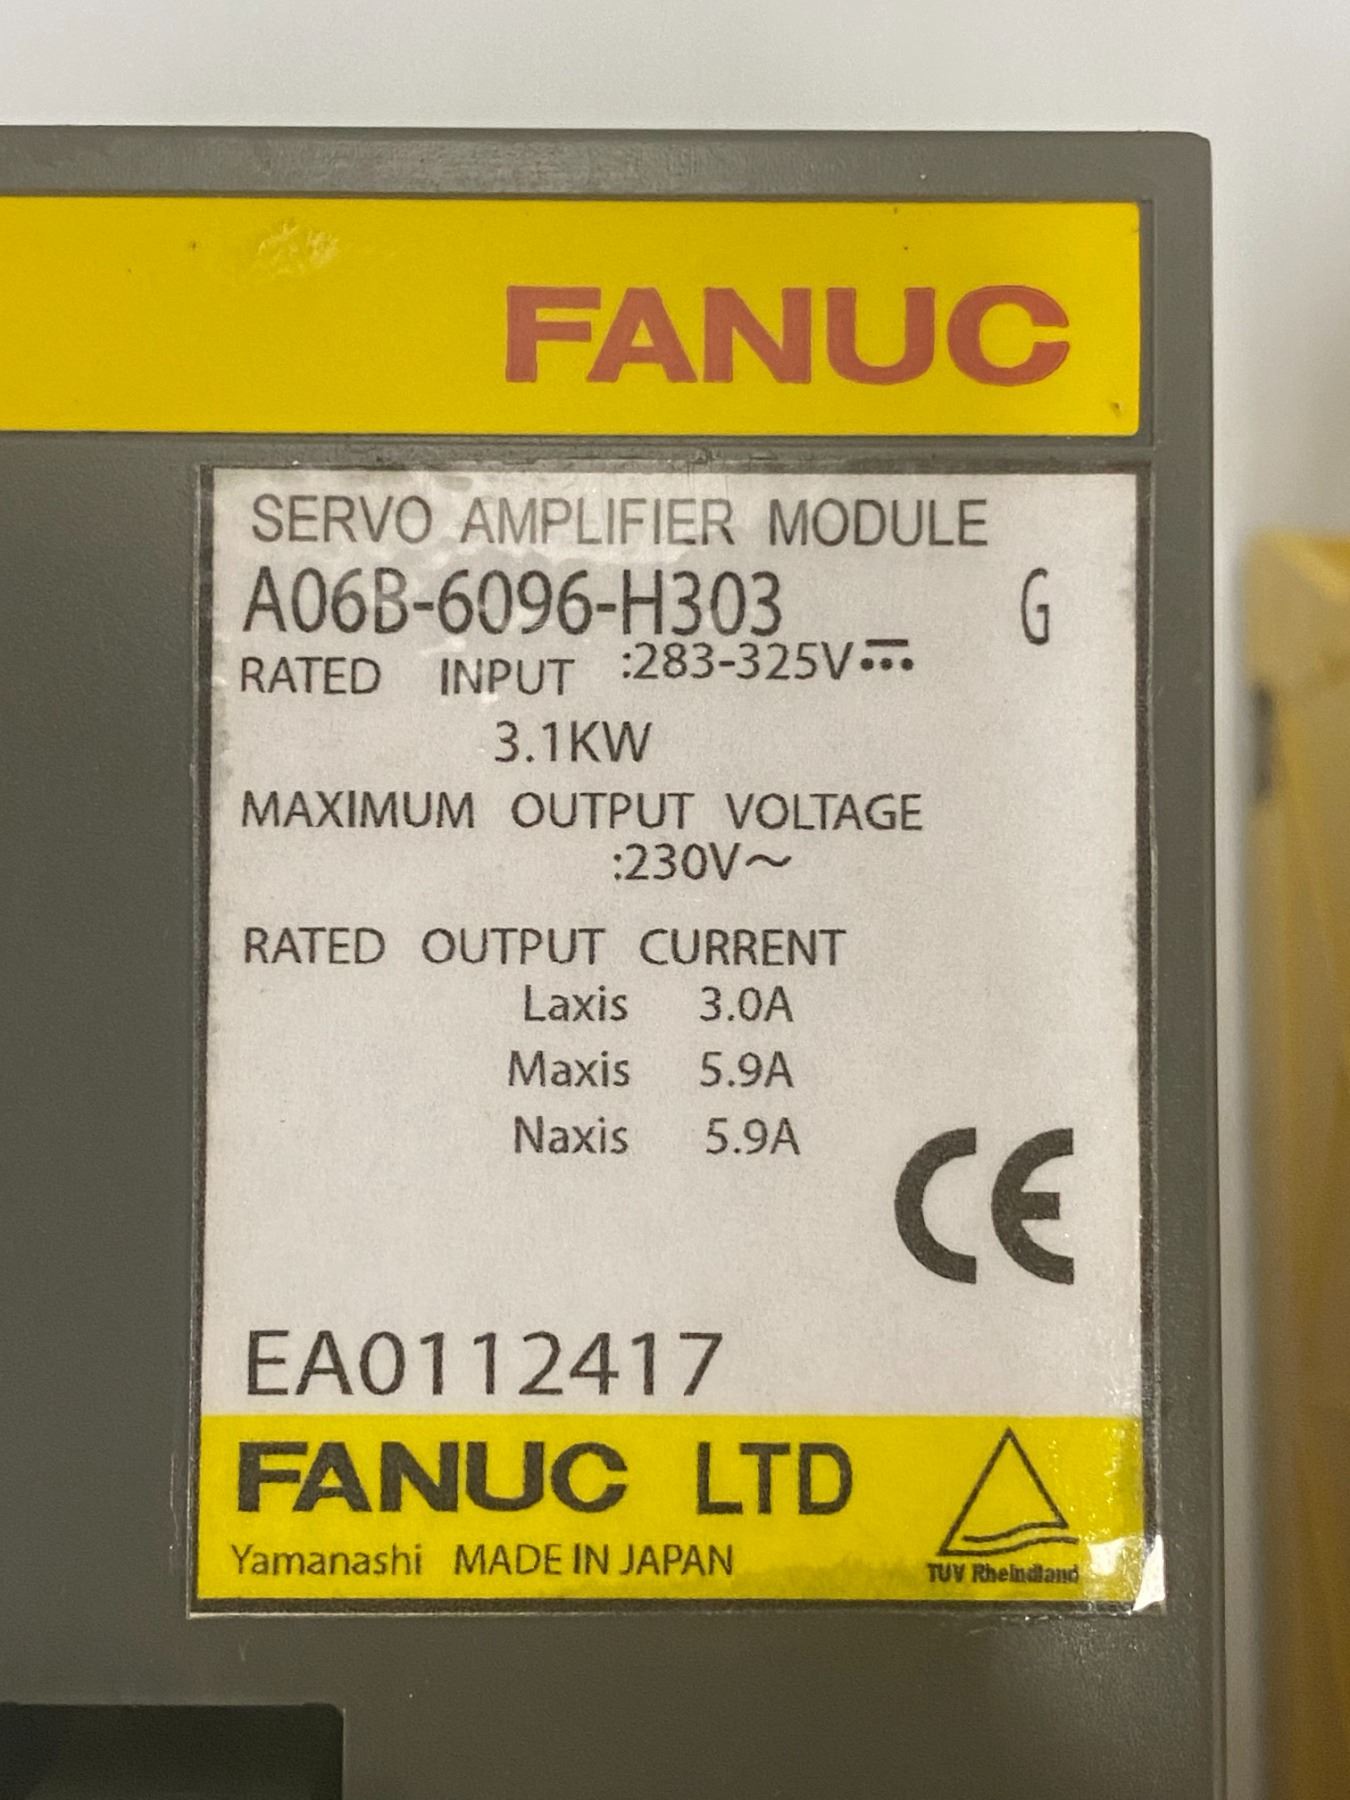 FANUC
SERVO AMPLIFIER MODULE
A06B-6096-H303 G
RATED INPUT :283-325V⎓
3.1KW
MAXIMUM OUTPUT VOLTAGE
:230V~
RATED OUTPUT CURRENT
Laxis 3.0A
Maxis 5.9A
Naxis 5.9A
CE
EA0112417
FANUC LTD
Yamanashi MADE IN JAPAN
TUV Rheindland